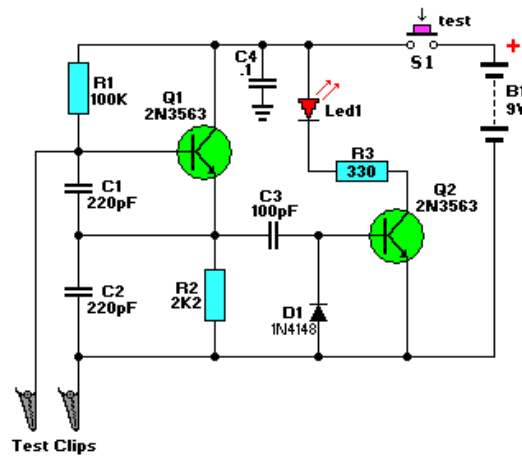 test
+
S1
C4
.1
R1
100K
Q1
2N3563
Led1
B1
9V
R3
330
Q2
2N3563
C1
220pF
C3
100pF
C2
220pF
R2
2K2
D1
1N4148
Test Clips